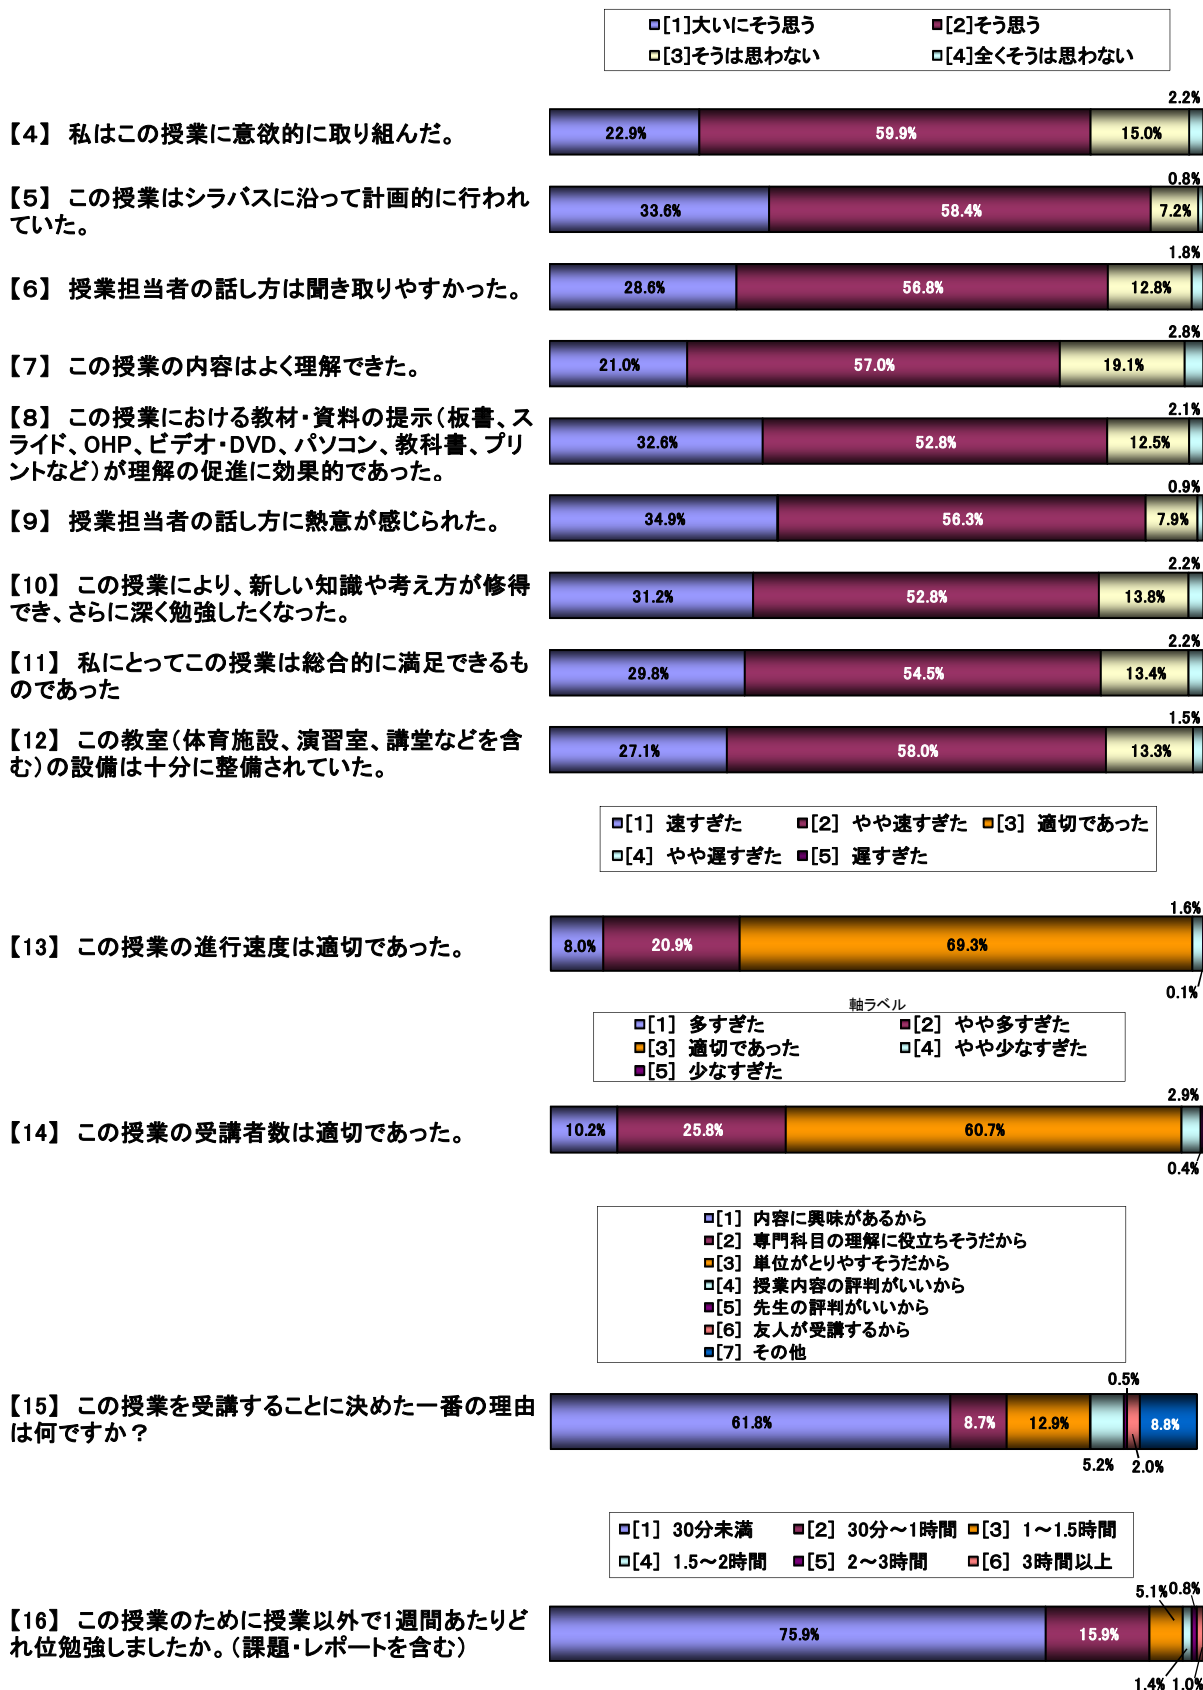 [1]大いにそう思う [2]そう思う
[3]そうは思わない [4]全くそうは思わない
2.2%
【4】 私はこの授業に意欲的に取り組んだ。 22.9% 59.9% 15.0%
0.8%
【5】 この授業はシラバスに沿って計画的に行われ
ていた。
33.6% 58.4% 7.2%
1.8%
【6】 授業担当者の話し方は聞き取りやすかった。 28.6% 56.8% 12.8%
2.8%
【7】 この授業の内容はよく理解できた。 21.0% 57.0% 19.1%
2.1%
【8】 この授業における教材・資料の提示（板書、ス
ライド、OHP、ビデオ・DVD、パソコン、教科書、プリ
ントなど）が理解の促進に効果的であった。
32.6% 52.8% 12.5%
0.9%
【9】 授業担当者の話し方に熱意が感じられた。 34.9% 56.3% 7.9%
2.2%
【10】 この授業により、新しい知識や考え方が修得
でき、さらに深く勉強したくなった。
31.2% 52.8% 13.8%
2.2%
【11】 私にとってこの授業は総合的に満足できるも
のであった
29.8% 54.5% 13.4%
1.5%
【12】 この教室（体育施設、演習室、講堂などを含
む）の設備は十分に整備されていた。
27.1% 58.0% 13.3%
[1] 速すぎた [2] やや速すぎた [3] 適切であった
[4] やや遅すぎた [5] 遅すぎた
1.6%
【13】 この授業の進行速度は適切であった。 8.0% 20.9% 69.3%
0.1%
軸ラベル
[1] 多すぎた [2] やや多すぎた
[3] 適切であった [4] やや少なすぎた
[5] 少なすぎた
2.9%
【14】 この授業の受講者数は適切であった。 10.2% 25.8% 60.7%
0.4%
[1] 内容に興味があるから
[2] 専門科目の理解に役立ちそうだから
[3] 単位がとりやすそうだから
[4] 授業内容の評判がいいから
[5] 先生の評判がいいから
[6] 友人が受講するから
[7] その他
0.5%
【15】 この授業を受講することに決めた一番の理由
は何ですか？
61.8% 8.7% 12.9% 8.8%
5.2% 2.0%
[1] 30分未満 [2] 30分～1時間 [3] 1～1.5時間
[4] 1.5～2時間 [5] 2～3時間 [6] 3時間以上
5.1% 0.8%
【16】 この授業のために授業以外で1週間あたりど
れ位勉強しましたか。（課題・レポートを含む）
75.9% 15.9%
1.4% 1.0%